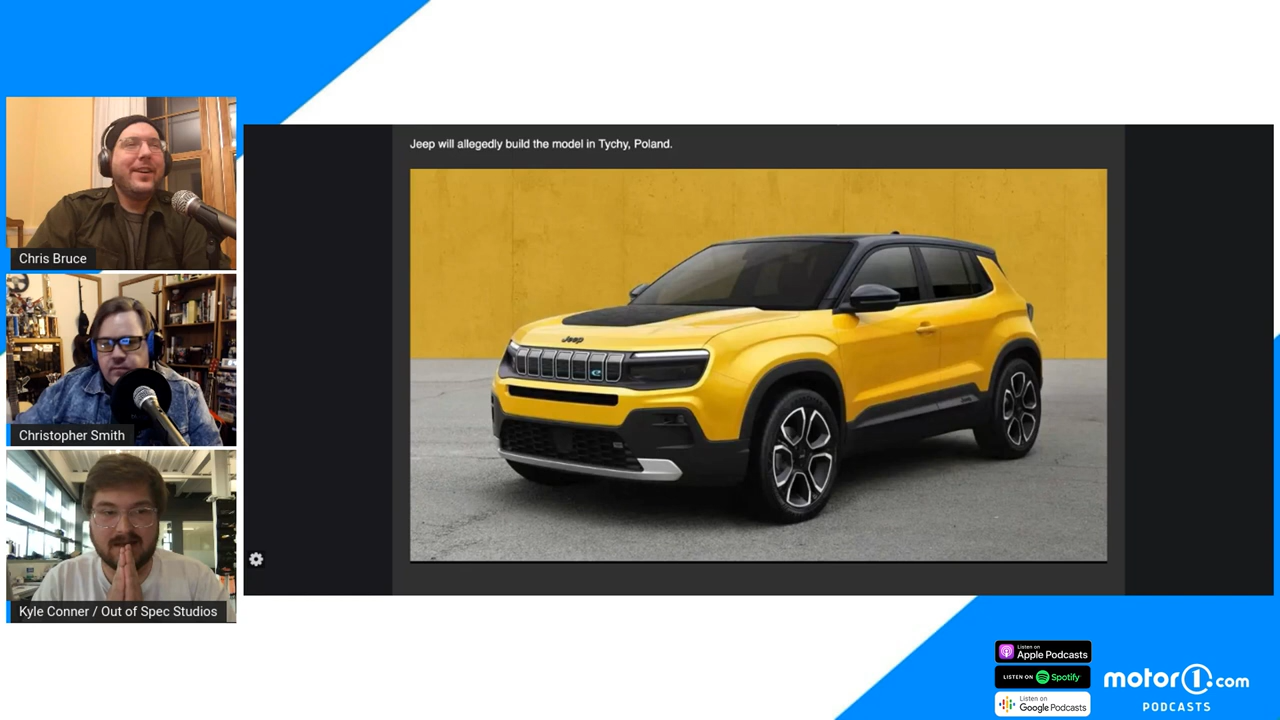 Chris Bruce
Christopher Smith
Kyle Conner / Out of Spec Studios
Jeep will allegedly build the model in Tychy, Poland.
Jeep
e
Listen on
Apple Podcasts
LISTEN ON Spotify
Listen on
Google Podcasts
motor1.com
PODCASTS